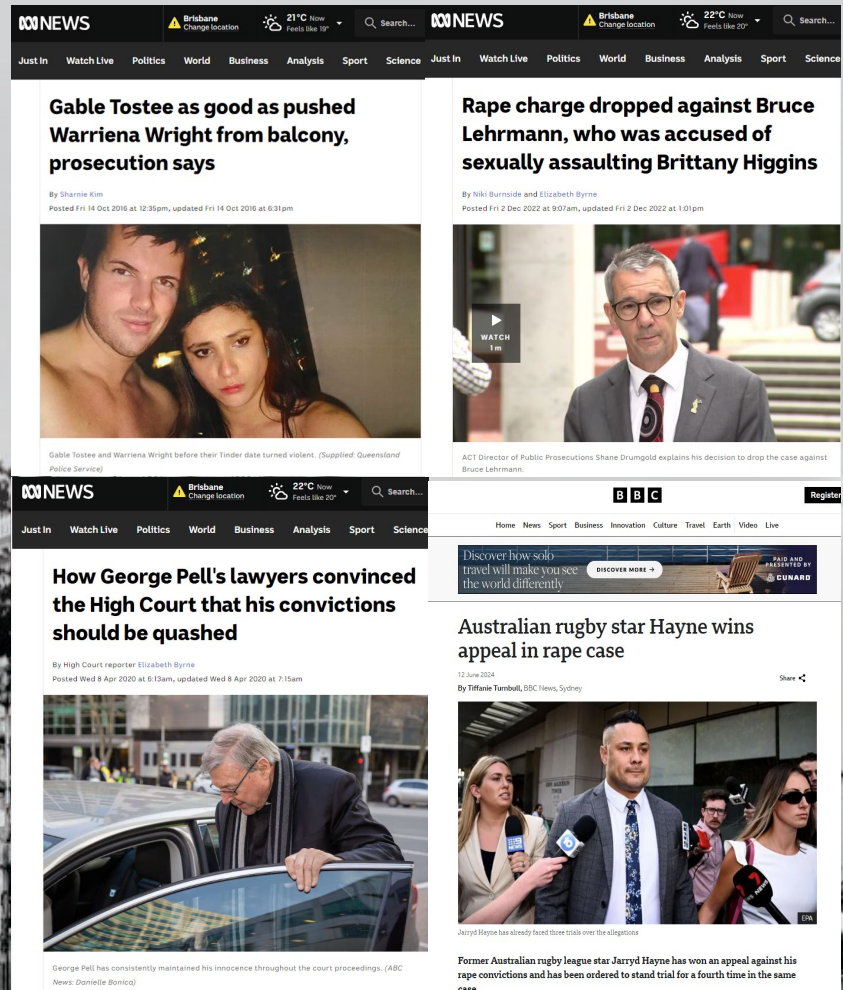 NEWS
Brisbane
Change location
21°C Now
Feels like 19°
Search...
Just In Watch Live Politics World Business Analysis Sport Science
Gable Tostee as good as pushed
Warriena Wright from balcony,
prosecution says
By Sharnie Kim
Posted Fri 14 Oct 2016 at 12:35pm, updated Fri 14 Oct 2016 at 6:31pm
Gable Tostee and Warriena Wright before their Tinder date turned violent. (Supplied: Queensland
Police Service)
NEWS
Brisbane
Change location
22°C Now
Feels like 20°
Search...
Just In Watch Live Politics World Business Analysis Sport Science
Rape charge dropped against Bruce
Lehrmann, who was accused of
sexually assaulting Brittany Higgins
By Niki Burnside and Elizabeth Byrne
Posted Fri 2 Dec 2022 at 9:07am, updated Fri 2 Dec 2022 at 1:01pm
WATCH
1m
ACT Director of Public Prosecutions Shane Drumgold explains his decision to drop the case against
Bruce Lehrmann.
NEWS
Brisbane
Change location
22°C Now
Feels like 20°
Search...
Just In Watch Live Politics World Business Analysis Sport Science
How George Pell's lawyers convinced
the High Court that his convictions
should be quashed
By High Court reporter Elizabeth Byrne
Posted Wed 8 Apr 2020 at 6:13am, updated Wed 8 Apr 2020 at 7:15am
George Pell has consistently maintained his innocence throughout the court proceedings. (ABC
News: Danielle Bonica)
BBC
Register
Home News Sport Business Innovation Culture Travel Earth Video Live
Discover how solo
travel will make you see
the world differently
DISCOVER MORE →
PAID AND
PRESENTED BY
CUNARD
Australian rugby star Hayne wins
appeal in rape case
12 June 2024
Share
By Tiffanie Turnbull, BBC News, Sydney
7 NEWS
EPA
Jarryd Hayne has already faced three trials over the allegations
Former Australian rugby league star Jarryd Hayne has won an appeal against his
rape convictions and has been ordered to stand trial for a fourth time in the same
case.